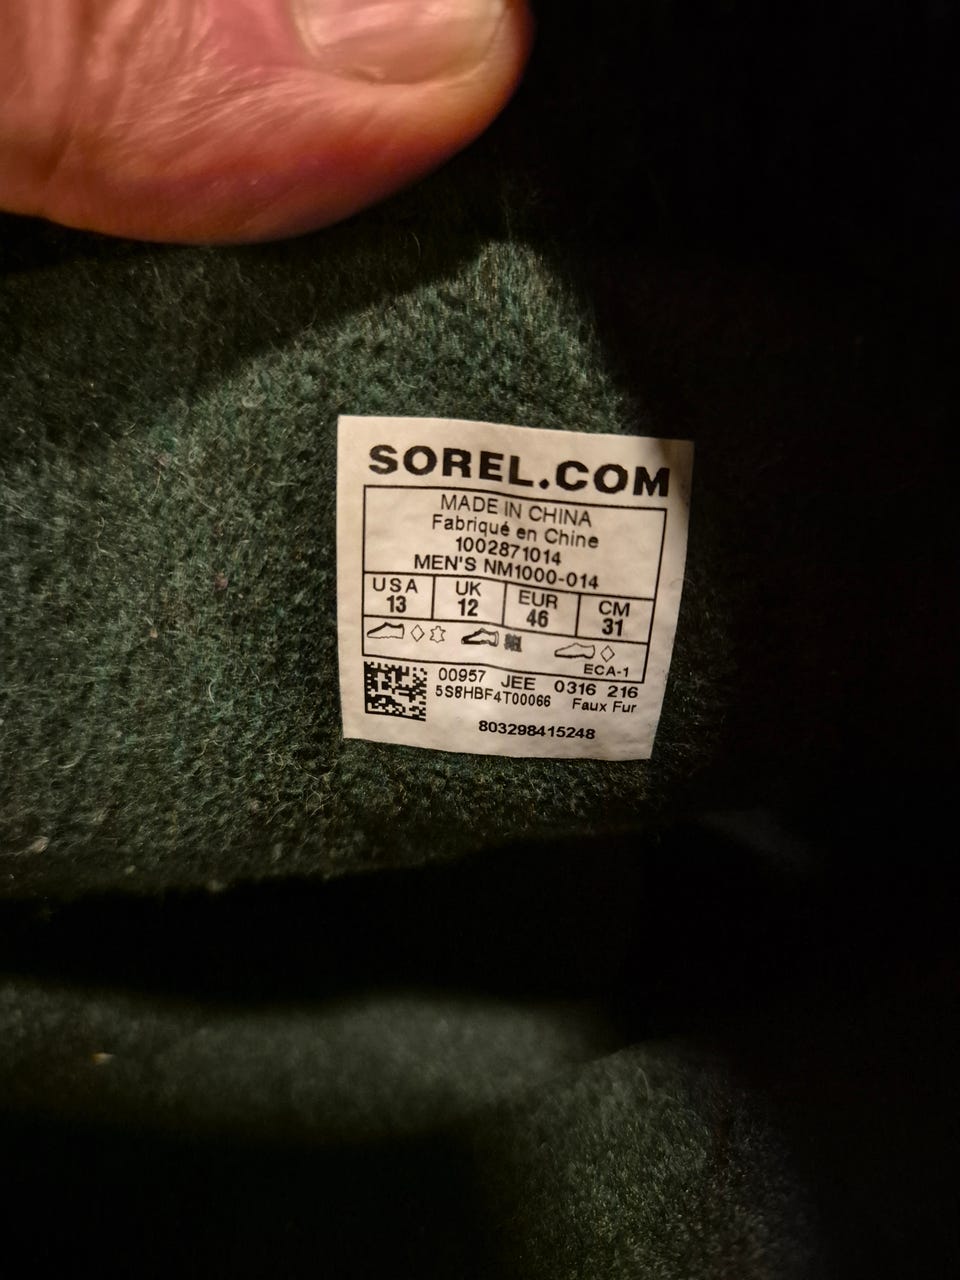 SOREL.COM
MADE IN CHINA
Fabriqué en Chine
1002871014
MEN'S NM1000-014
USA UK EUR CM
13 12 46 31
ECA-1
00957 JEE 0316 216
5S8HBF4T00066 Faux Fur
803298415248